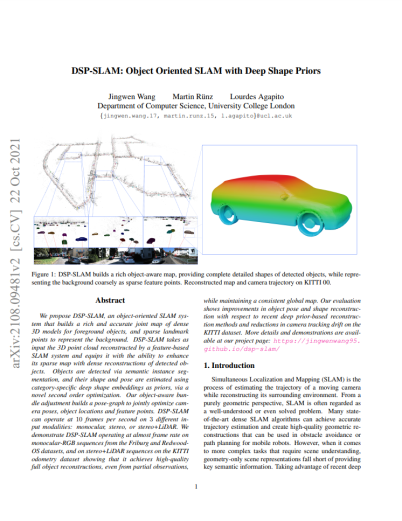 arXiv:2108.09481v2 [cs.CV] 22 Oct 2021
DSP-SLAM: Object Oriented SLAM with Deep Shape Priors
Jingwen Wang Martin Rünz Lourdes Agapito
Department of Computer Science, University College London
{jingwen.wang.17, martin.runz.15, l.agapito}@ucl.ac.uk
Figure 1: DSP-SLAM builds a rich object-aware map, providing complete detailed shapes of detected objects, while repre-
senting the background coarsely as sparse feature points. Reconstructed map and camera trajectory on KITTI 00.
Abstract
We propose DSP-SLAM, an object-oriented SLAM sys-
tem that builds a rich and accurate joint map of dense
3D models for foreground objects, and sparse landmark
points to represent the background. DSP-SLAM takes as
input the 3D point cloud reconstructed by a feature-based
SLAM system and equips it with the ability to enhance
its sparse map with dense reconstructions of detected ob-
jects. Objects are detected via semantic instance seg-
mentation, and their shape and pose are estimated using
category-specific deep shape embeddings as priors, via a
novel second order optimization. Our object-aware bun-
dle adjustment builds a pose-graph to jointly optimize cam-
era poses, object locations and feature points. DSP-SLAM
can operate at 10 frames per second on 3 different in-
put modalities: monocular, stereo, or stereo+LiDAR. We
demonstrate DSP-SLAM operating at almost frame rate on
monocular-RGB sequences from the Friburg and Redwood-
OS datasets, and on stereo+LiDAR sequences on the KITTI
odometry dataset showing that it achieves high-quality
full object reconstructions, even from partial observations,
while maintaining a consistent global map. Our evaluation
shows improvements in object pose and shape reconstruc-
tion with respect to recent deep prior-based reconstruc-
tion methods and reductions in camera tracking drift on the
KITTI dataset. More details and demonstrations are avail-
able at our project page: https://jingwenwang95.
github.io/dsp-slam/
1. Introduction
Simultaneous Localization and Mapping (SLAM) is the
process of estimating the trajectory of a moving camera
while reconstructing its surrounding environment. From a
purely geometric perspective, SLAM is often regarded as
a well-understood or even solved problem. Many state-
of-the-art dense SLAM algorithms can achieve accurate
trajectory estimation and create high-quality geometric re-
constructions that can be used in obstacle avoidance or
path planning for mobile robots. However, when it comes
to more complex tasks that require scene understanding,
geometry-only scene representations fall short of providing
key semantic information. Taking advantage of recent deep
1